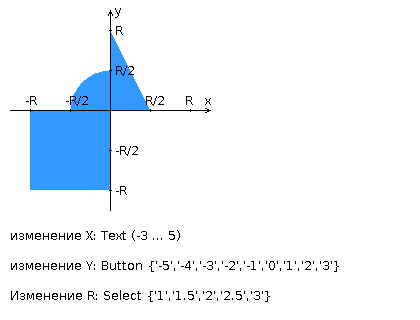 y
R
R/2
-R -R/2 R/2 R x
-R/2
-R
изменение X: Text (-3 ... 5)
изменение Y: Button {'-5','-4','-3','-2','-1','0','1','2','3'}
Изменение R: Select {'1','1.5','2','2.5','3'}